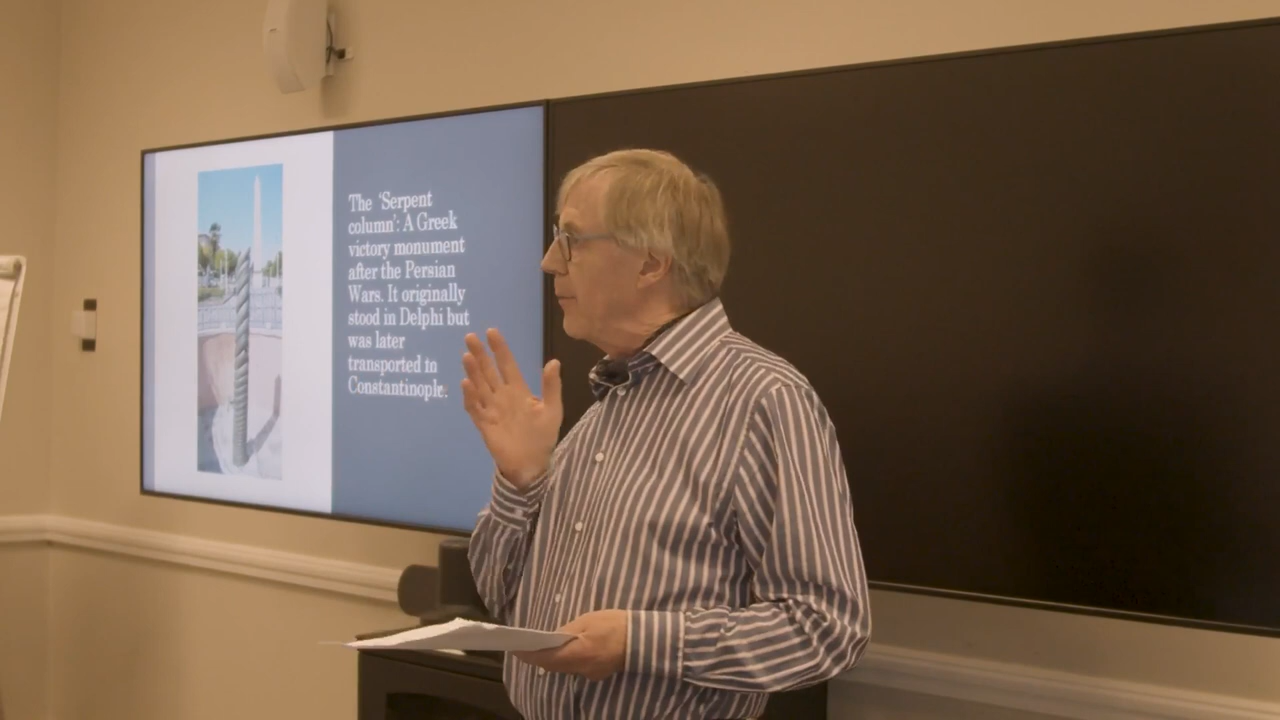 The 'Serpent
column': A Greek
victory monument
after the Persian
Wars. It originally
stood in Delphi but
was later
transported to
Constantinople.